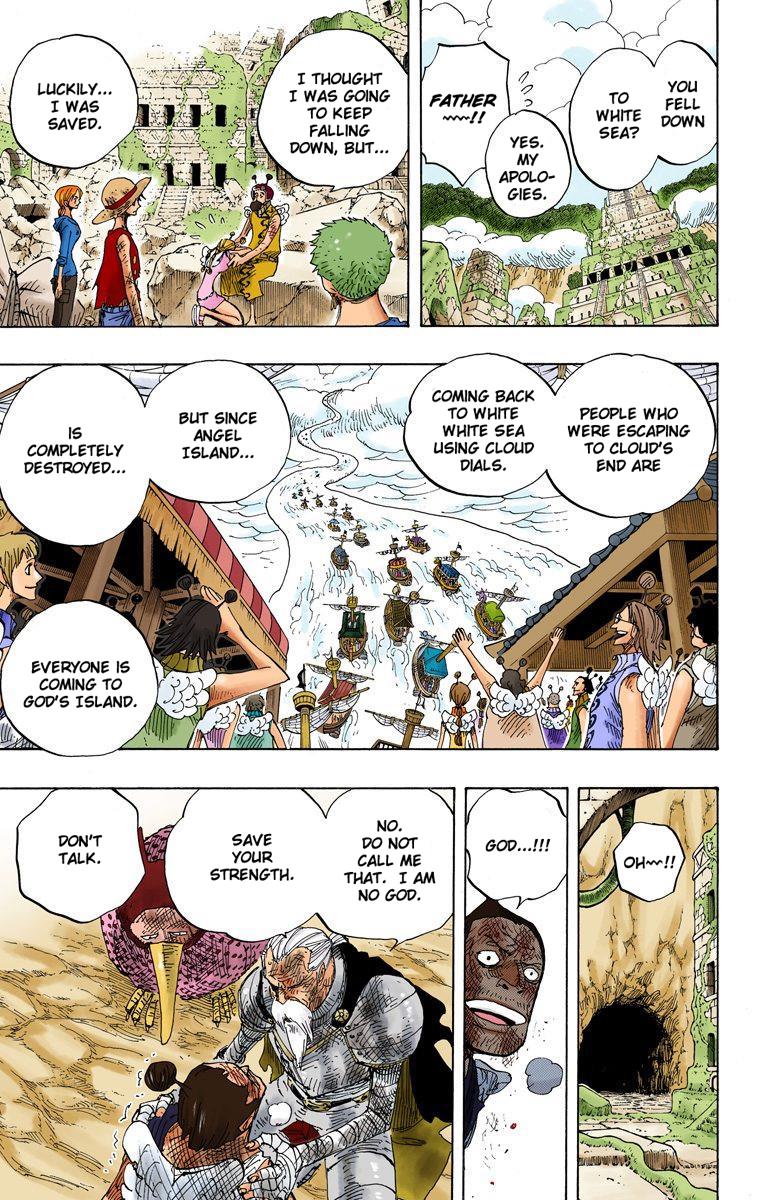 YOU
FELL
DOWN
TO
WHITE
SEA?
YES.
MY
APOLO-
GIES.
FATHER
~~~!!
I THOUGHT
I WAS GOING
TO KEEP
FALLING
DOWN, BUT...
LUCKILY...
I WAS
SAVED.
PEOPLE WHO
WERE ESCAPING
TO CLOUD'S
END ARE
COMING BACK
TO WHITE
WHITE SEA
USING CLOUD
DIALS.
BUT SINCE
ANGEL
ISLAND...
IS
COMPLETELY
DESTROYED...
EVERYONE IS
COMING TO
GOD'S ISLAND.
OH~~!!
GOD...!!!
NO.
DO NOT
CALL ME
THAT. I AM
NO GOD.
SAVE
YOUR
STRENGTH.
DON'T
TALK.